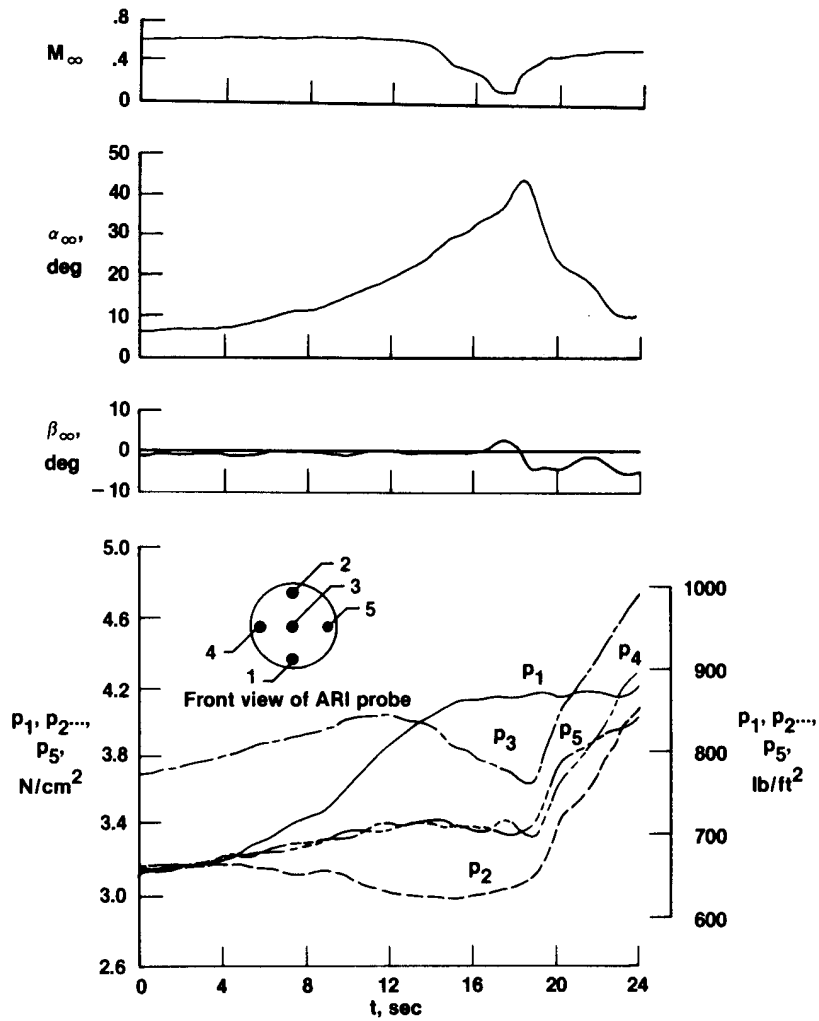 .8
M∞
.4
0
50
40
30
α∞,
deg
20
10
0
10
β∞,
0
deg
– 10
5.0
4.6
4.2
3.8
3.4
3.0
2.6
p1, p2...,
p5,
N/cm2
2
3
5
4
1
Front view of ARI probe
p1
p3
p5
p4
p2
1000
900
800
700
600
p1, p2...,
p5,
lb/ft2
0 4 8 12 16 20 24
t, sec